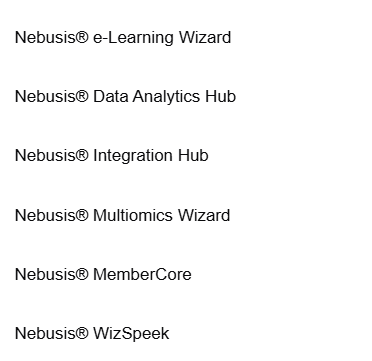 Nebusis® e-Learning Wizard
Nebusis® Data Analytics Hub
Nebusis® Integration Hub
Nebusis® Multiomics Wizard
Nebusis® MemberCore
Nebusis® WizSpeek